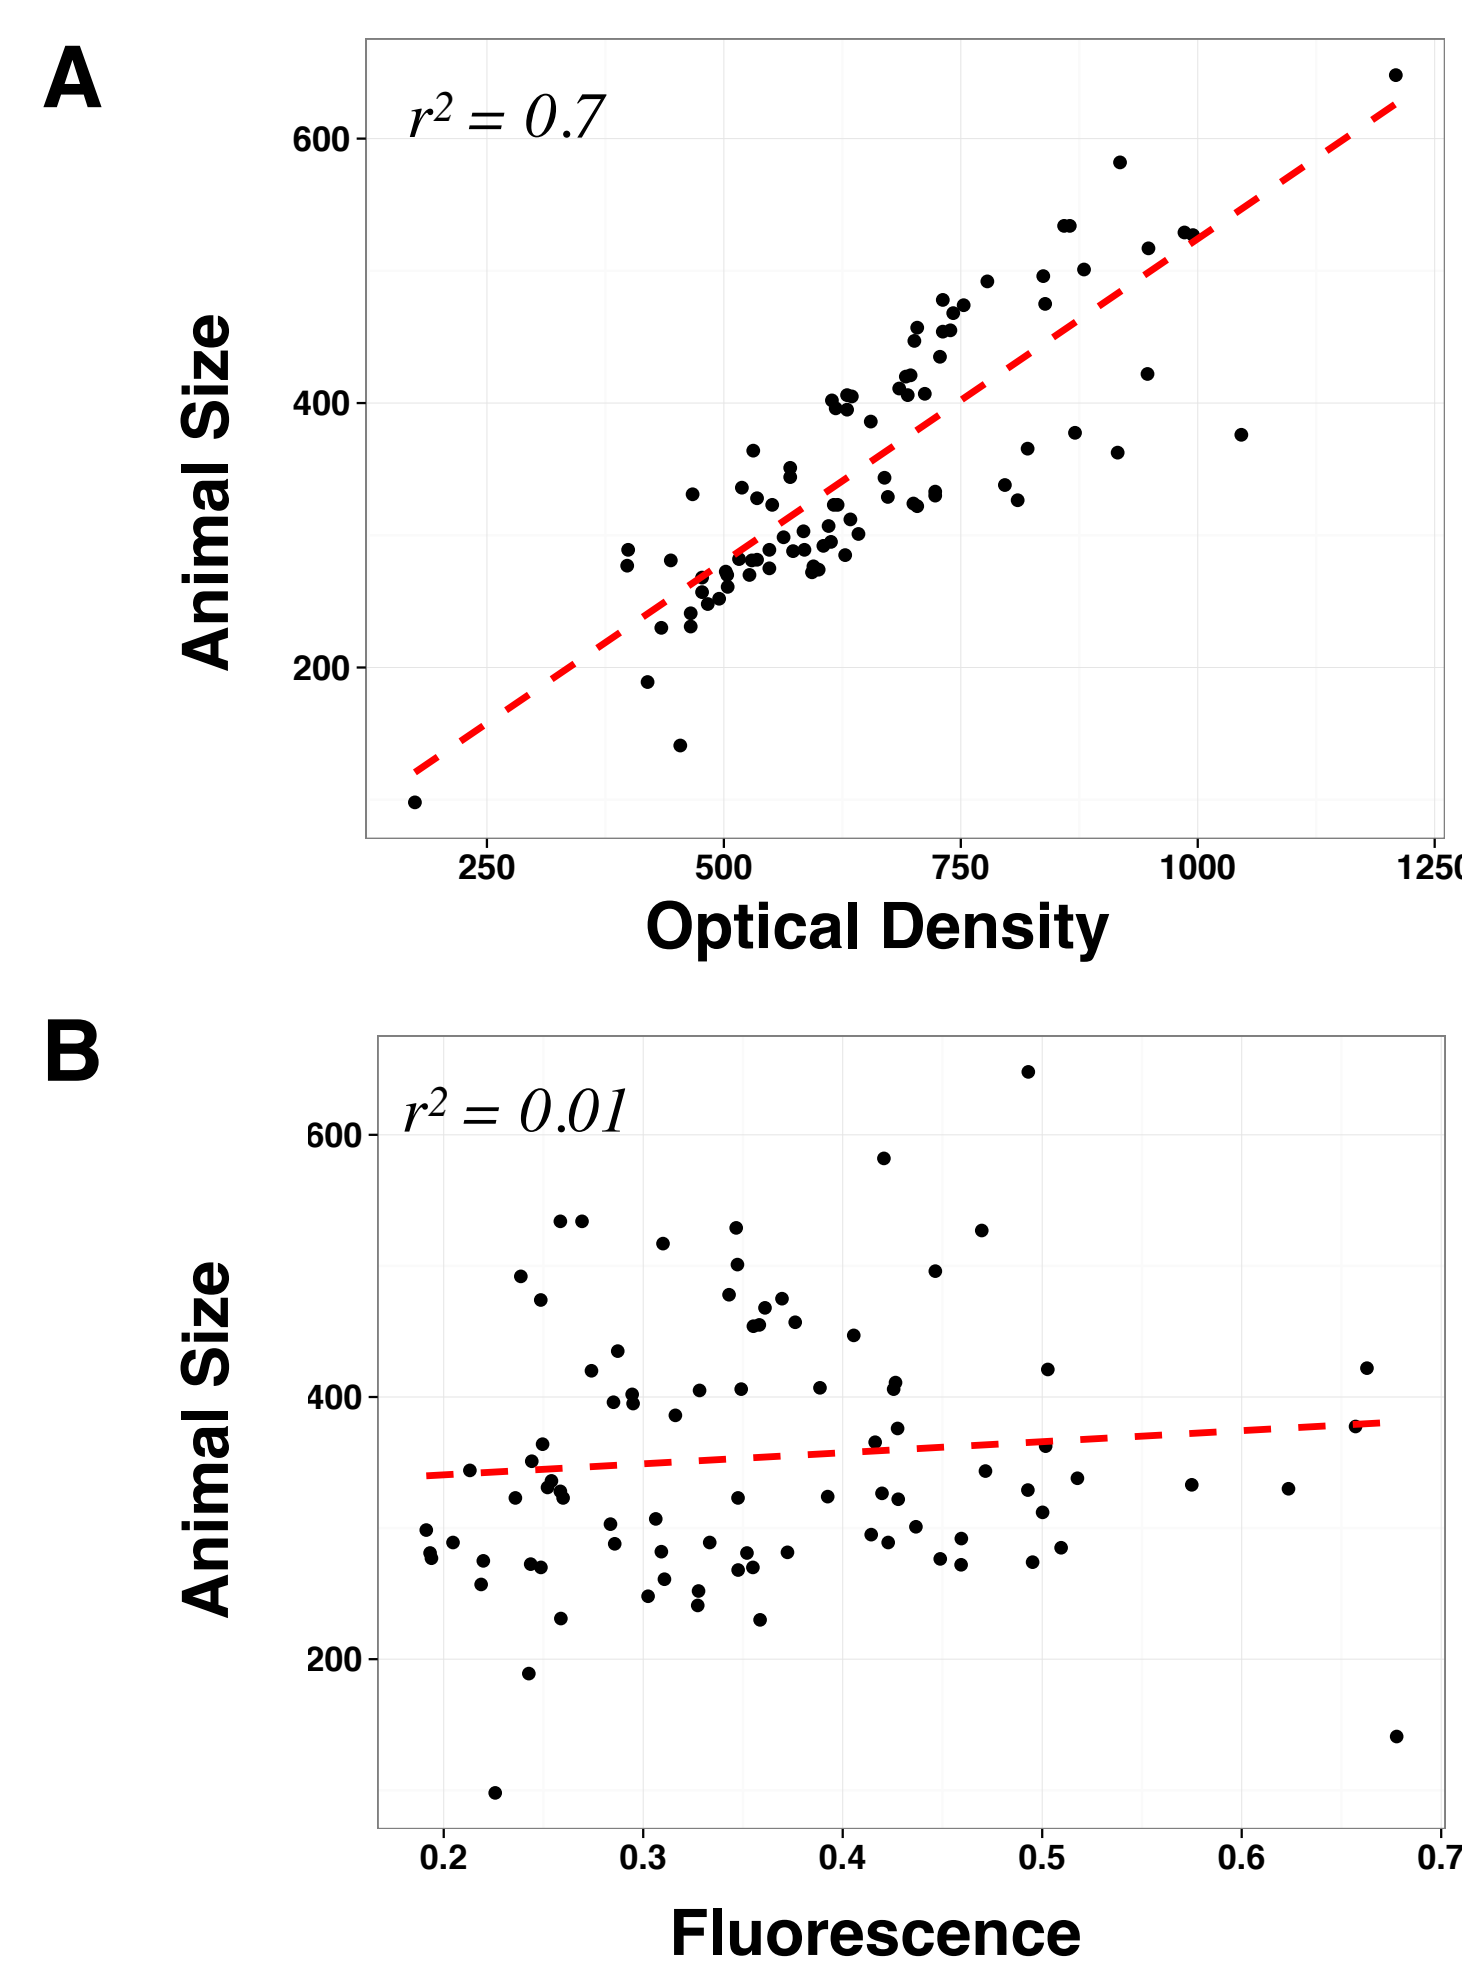 A
r² = 0.7
600
400
200
Animal Size
250 500 750 1000 125
Optical Density
B
r² = 0.01
600
400
200
Animal Size
0.2 0.3 0.4 0.5 0.6 0.7
Fluorescence